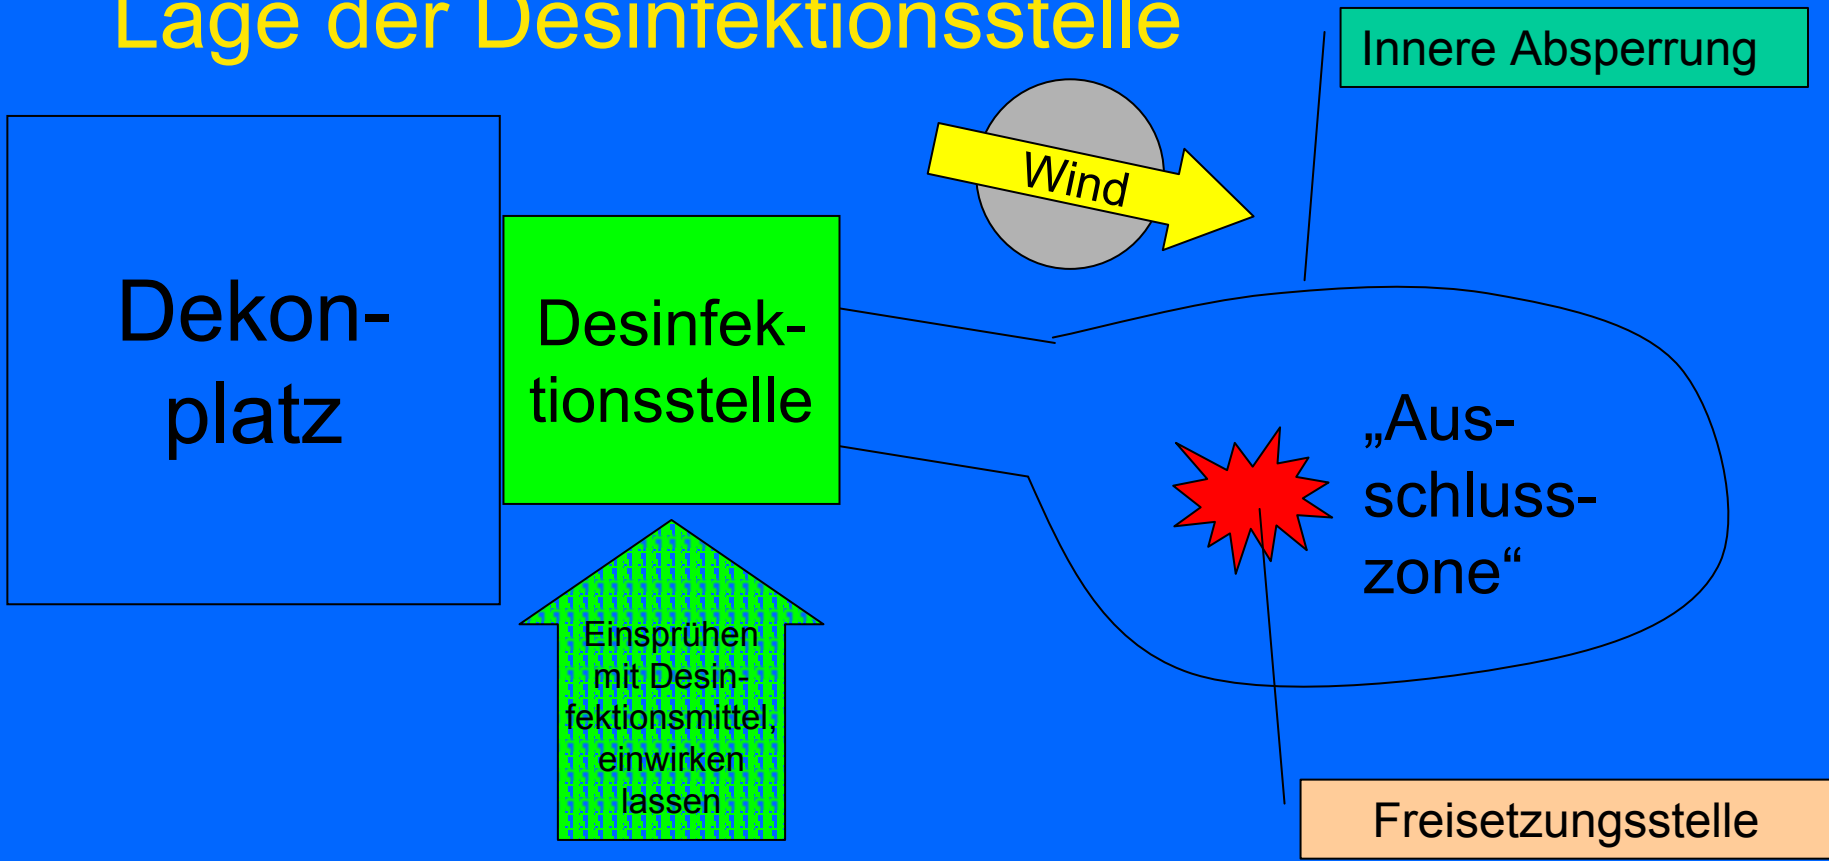 Lage der Desinfektionsstelle
Innere Absperrung
Wind
Dekon-
platz
Desinfek-
tionsstelle
„Aus-
schluss-
zone“
Einsprühen
mit Desin-
fektionsmittel,
einwirken
lassen
Freisetzungsstelle